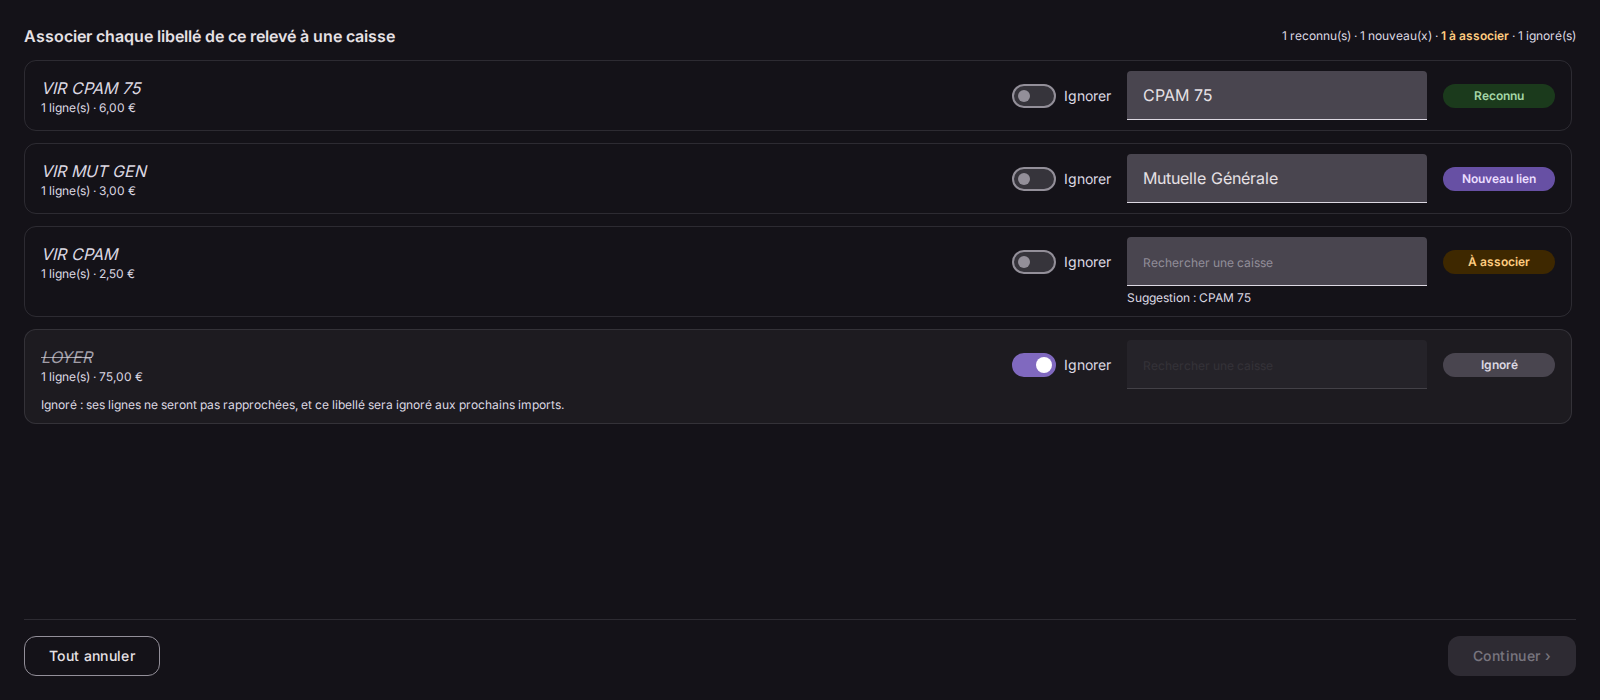 Associer chaque libellé de ce relevé à une caisse
1 reconnu(s) · 1 nouveau(x) · 1 à associer · 1 ignoré(s)
VIR CPAM 75
1 ligne(s) · 6,00 €
Ignorer
CPAM 75
Reconnu
VIR MUT GEN
1 ligne(s) · 3,00 €
Ignorer
Mutuelle Générale
Nouveau lien
VIR CPAM
1 ligne(s) · 2,50 €
Ignorer
Rechercher une caisse
À associer
Suggestion : CPAM 75
LOYER
1 ligne(s) · 75,00 €
Ignorer
Rechercher une caisse
Ignoré
Ignoré : ses lignes ne seront pas rapprochées, et ce libellé sera ignoré aux prochains imports.
Tout annuler
Continuer ›